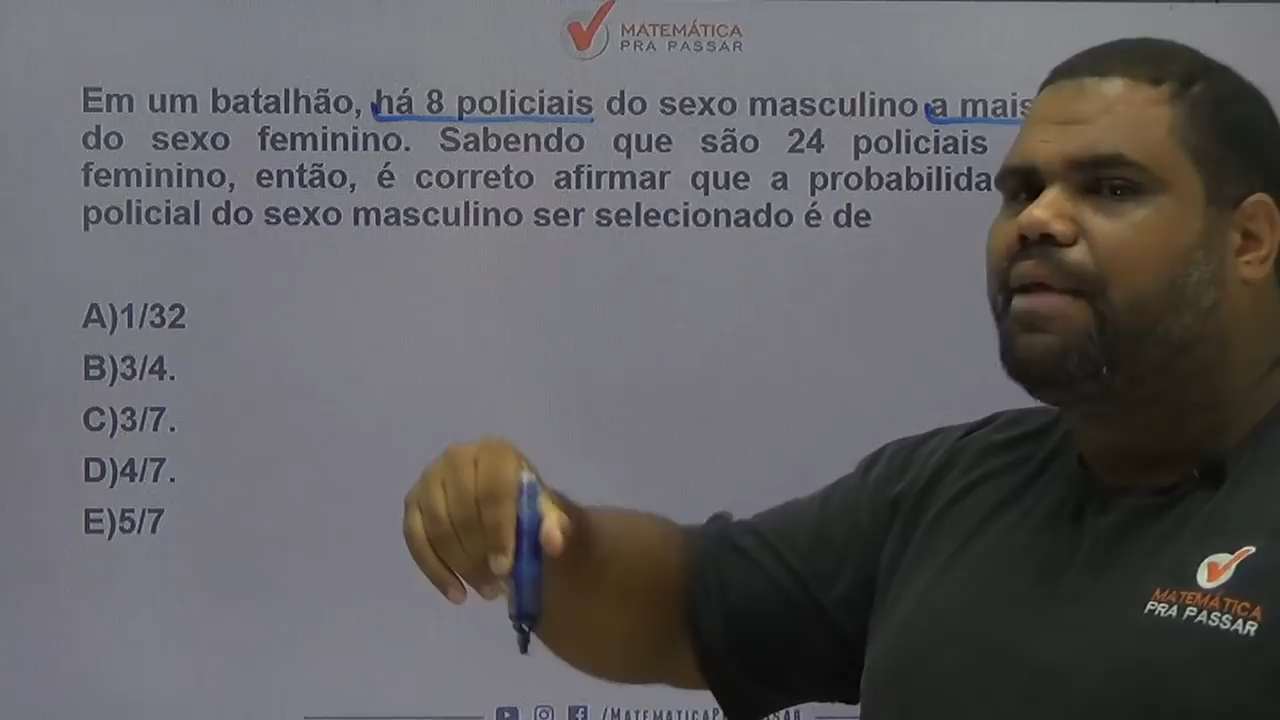 MATEMÁTICA
PRA PASSAR
Em um batalhão, há 8 policiais do sexo masculino a mais
do sexo feminino. Sabendo que são 24 policiais
feminino, então, é correto afirmar que a
policial do sexo masculino ser selecionado é de
A)1/32
B)3/4.
C)3/7.
D)4/7.
E)5/7
MATEMÁTICA
PRA PASSAR